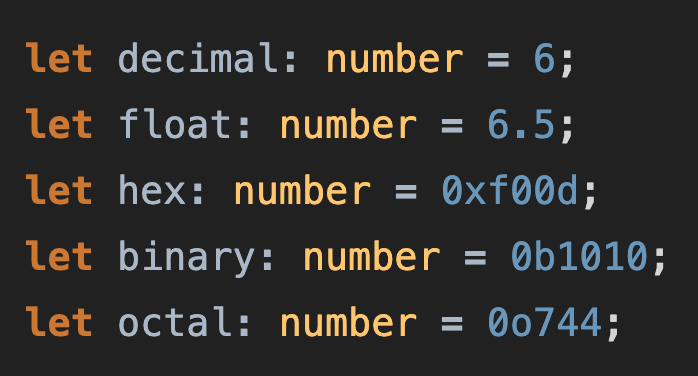 let decimal: number = 6;
let float: number = 6.5;
let hex: number = 0xf00d;
let binary: number = 0b1010;
let octal: number = 0o744;